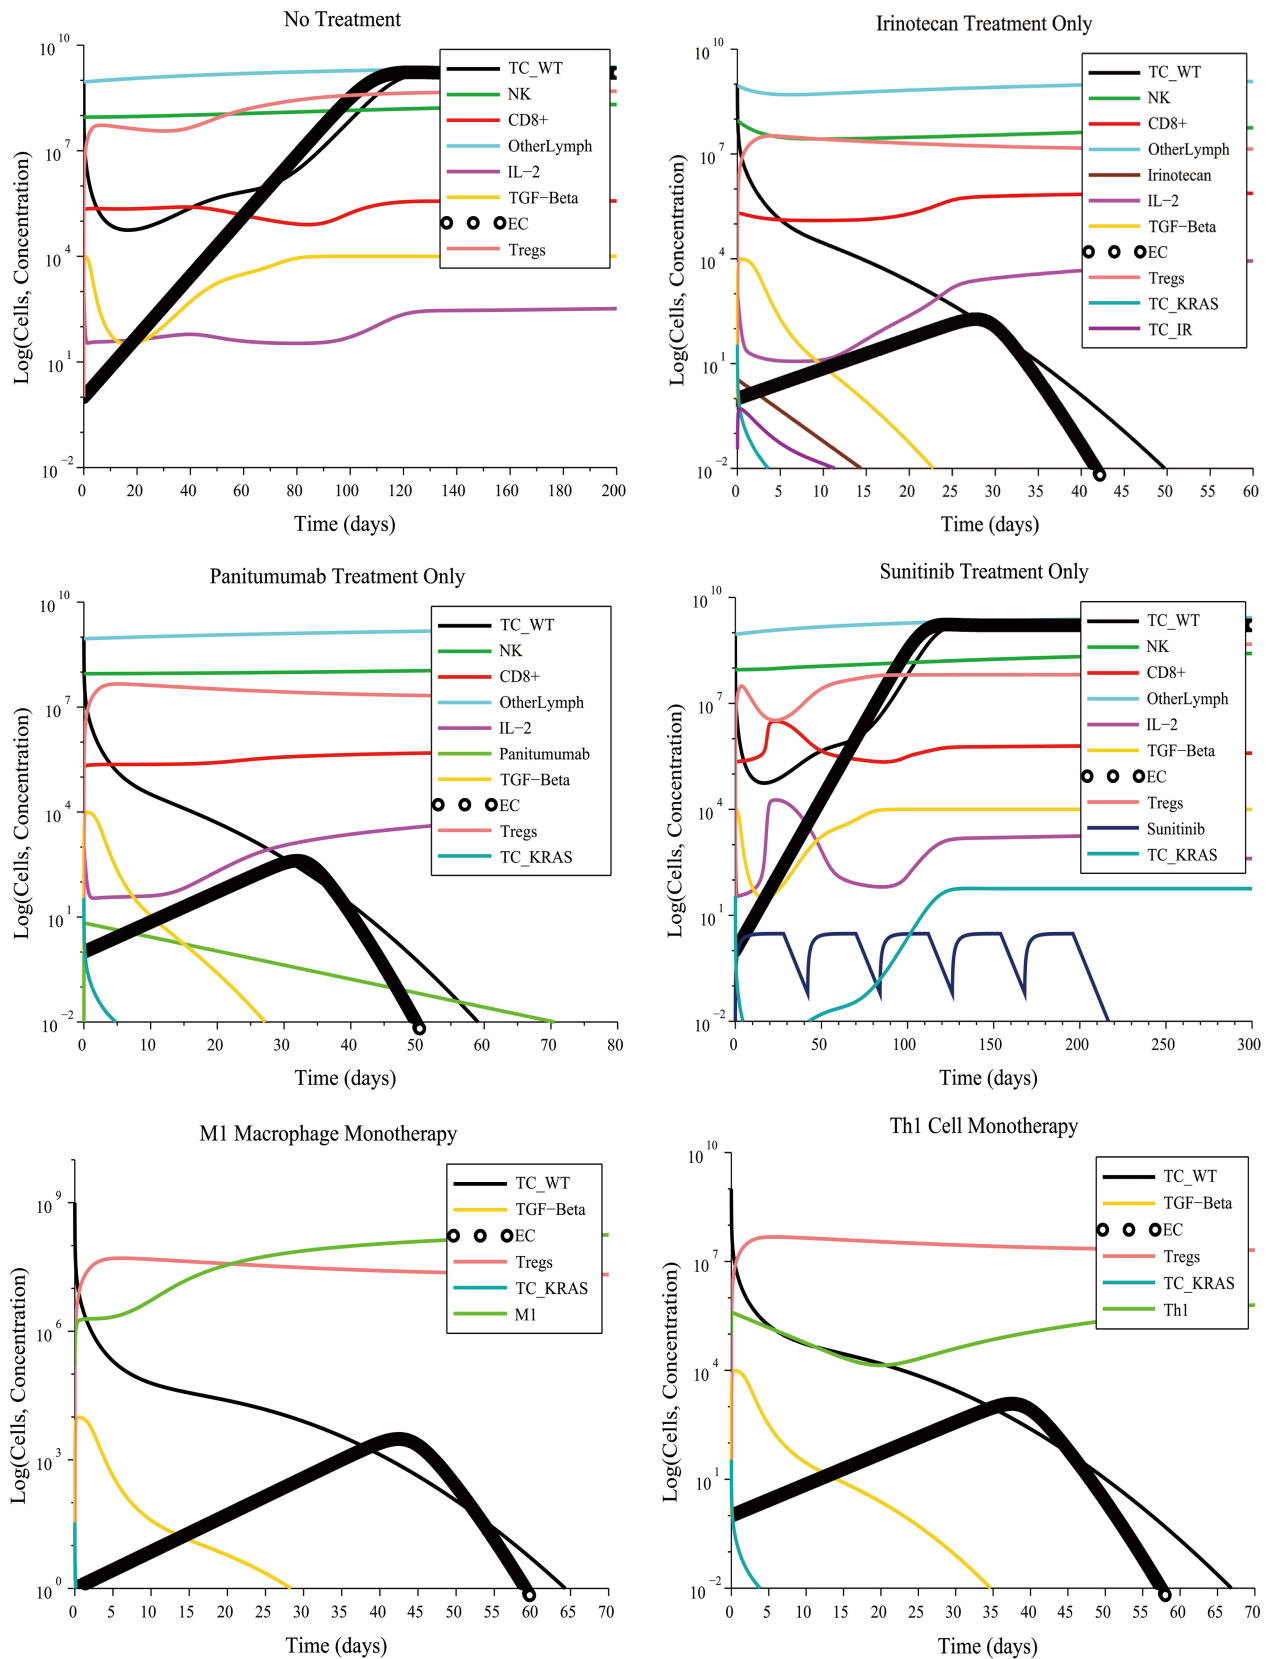 No Treatment
Log(Cells, Concentration)
10^10
10^7
10^4
10^1
10^-2
0 20 40 60 80 100 120 140 160 180 200
Time (days)
TC_WT
NK
CD8+
OtherLymph
IL-2
TGF-Beta
EC
Tregs
Irinotecan Treatment Only
Log(Cells, Concentration)
10^10
10^7
10^4
10^1
10^-2
0 5 10 15 20 25 30 35 40 45 50 55 60
Time (days)
TC_WT
NK
CD8+
OtherLymph
Irinotecan
IL-2
TGF-Beta
EC
Tregs
TC_KRAS
TC_IR
Panitumumab Treatment Only
Log(Cells, Concentration)
10^10
10^7
10^4
10^1
10^-2
0 10 20 30 40 50 60 70 80
Time (days)
TC_WT
NK
CD8+
OtherLymph
IL-2
Panitumumab
TGF-Beta
EC
Tregs
TC_KRAS
Sunitinib Treatment Only
Log(Cells, Concentration)
10^10
10^7
10^4
10^1
10^-2
0 50 100 150 200 250 300
Time (days)
TC_WT
NK
CD8+
OtherLymph
IL-2
TGF-Beta
EC
Tregs
Sunitinib
TC_KRAS
M1 Macrophage Monotherapy
Log(Cells, Concentration)
10^9
10^6
10^3
10^0
0 5 10 15 20 25 30 35 40 45 50 55 60 65 70
Time (days)
TC_WT
TGF-Beta
EC
Tregs
TC_KRAS
M1
Th1 Cell Monotherapy
Log(Cells, Concentration)
10^10
10^7
10^4
10^1
10^-2
0 5 10 15 20 25 30 35 40 45 50 55 60 65 70
Time (days)
TC_WT
TGF-Beta
EC
Tregs
TC_KRAS
Th1